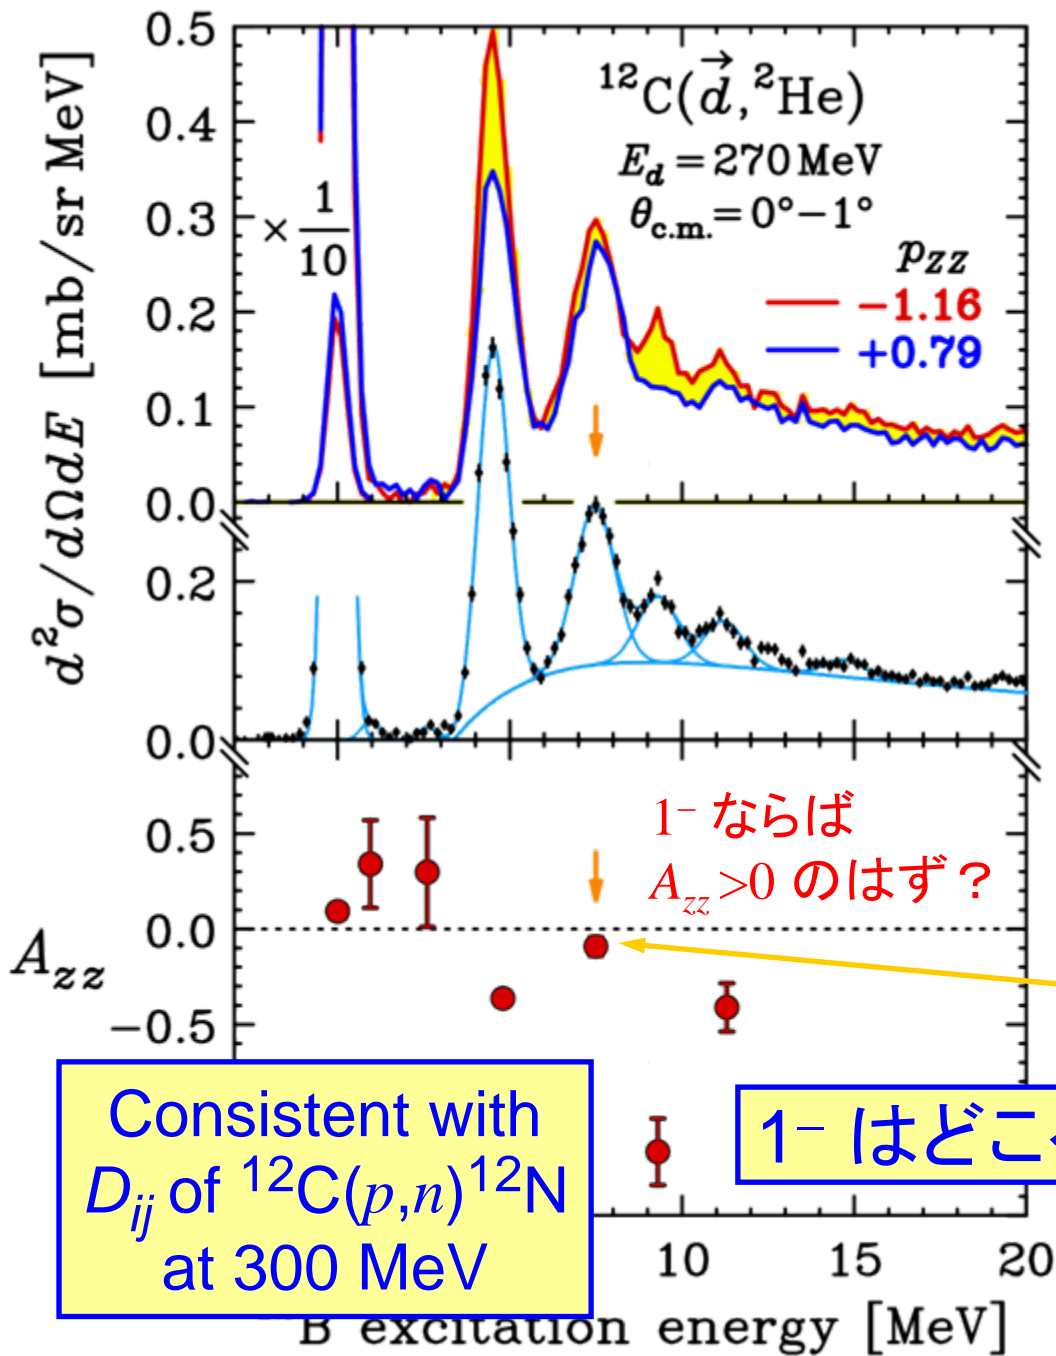 d²σ/dΩdE [mb/sr MeV]
0.5
0.4
0.3
0.2
0.1
0.0
¹²C(d⃗,²He)
E_d = 270 MeV
θ_c.m. = 0°−1°
× 1/10
p_ZZ
−1.16
+0.79
0.2
0.0
0.5
0.0
−0.5
A_zz
1⁻ ならば
A_zz >0 のはず？
Consistent with
D_ij of ¹²C(p,n)¹²N
at 300 MeV
1⁻ はどこ
10
15
20
B excitation energy [MeV]